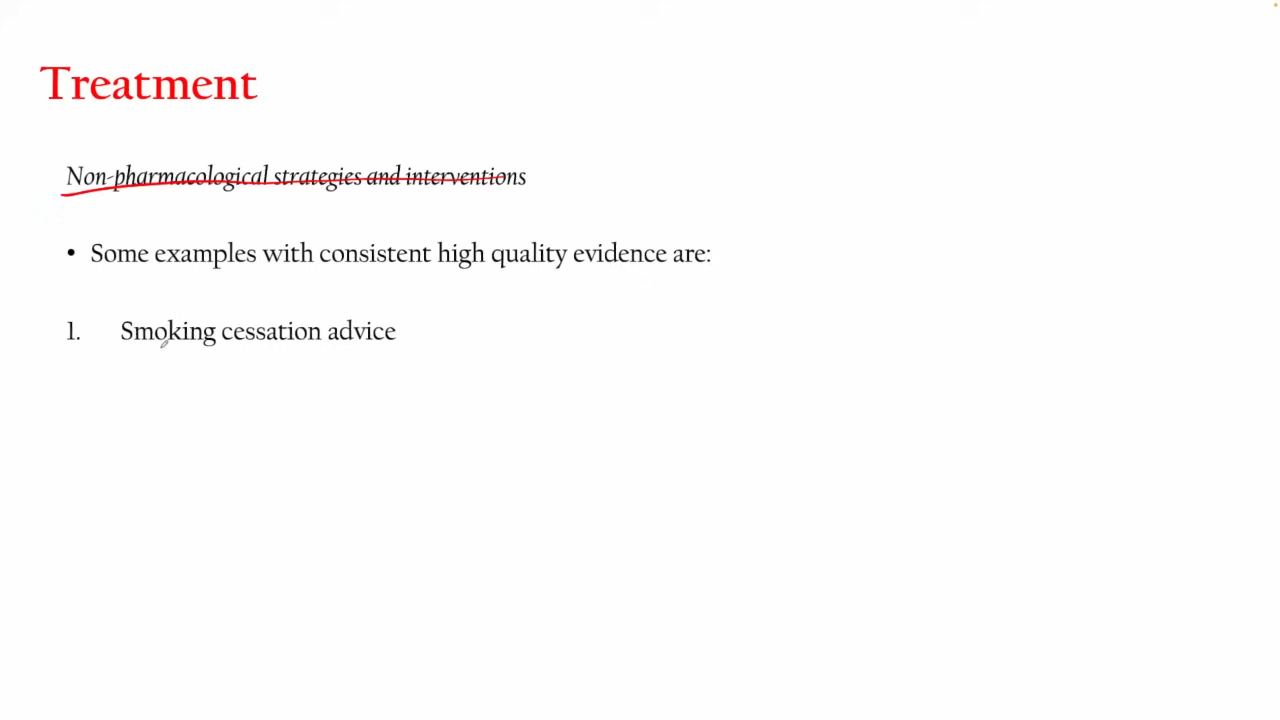 Treatment
Non-pharmacological strategies and interventions
• Some examples with consistent high quality evidence are:
1. Smoking cessation advice